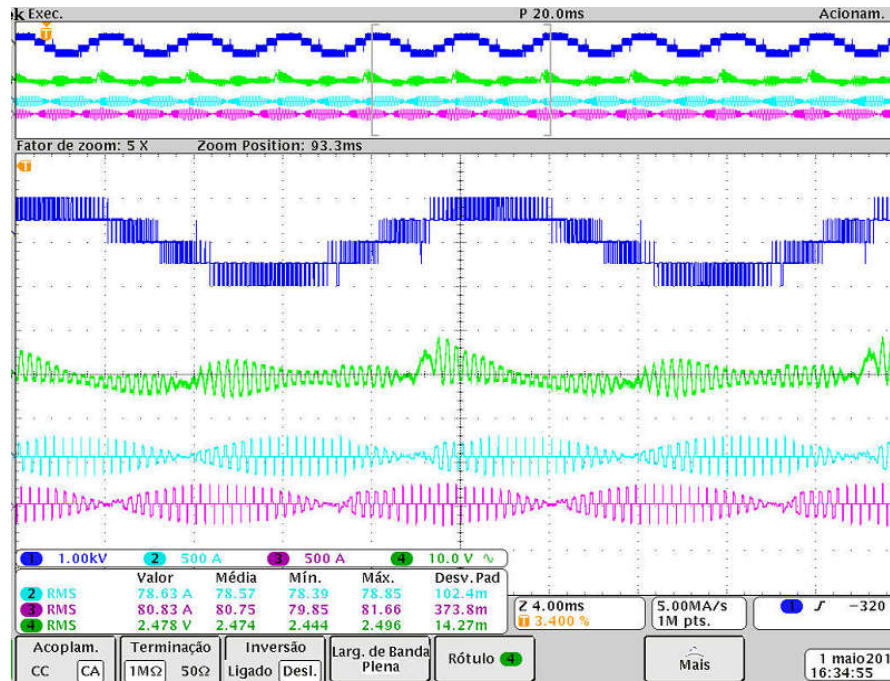 ek Exec. P 20.0ms Acionam.
T
Fator de zoom: 5 X Zoom Position: 93.3ms
T
1 1.00kV 2 500 A 3 500 A 4 10.0 V ∿
Valor Média Mín. Máx. Desv.Pad
2 RMS 78.63 A 78.57 78.39 78.85 102.4m
3 RMS 80.83 A 80.75 79.85 81.66 373.8m
4 RMS 2.478 V 2.474 2.444 2.496 14.27m
Z 4.00ms
T 3.400 %
5.00MA/s
1M pts.
1 ƒ -320
Acoplam.
CC CA
Terminação
1MΩ 50Ω
Inversão
Ligado Desl.
Larg. de Banda
Plena
Rótulo 4
Mais
1 maio201
16:34:55